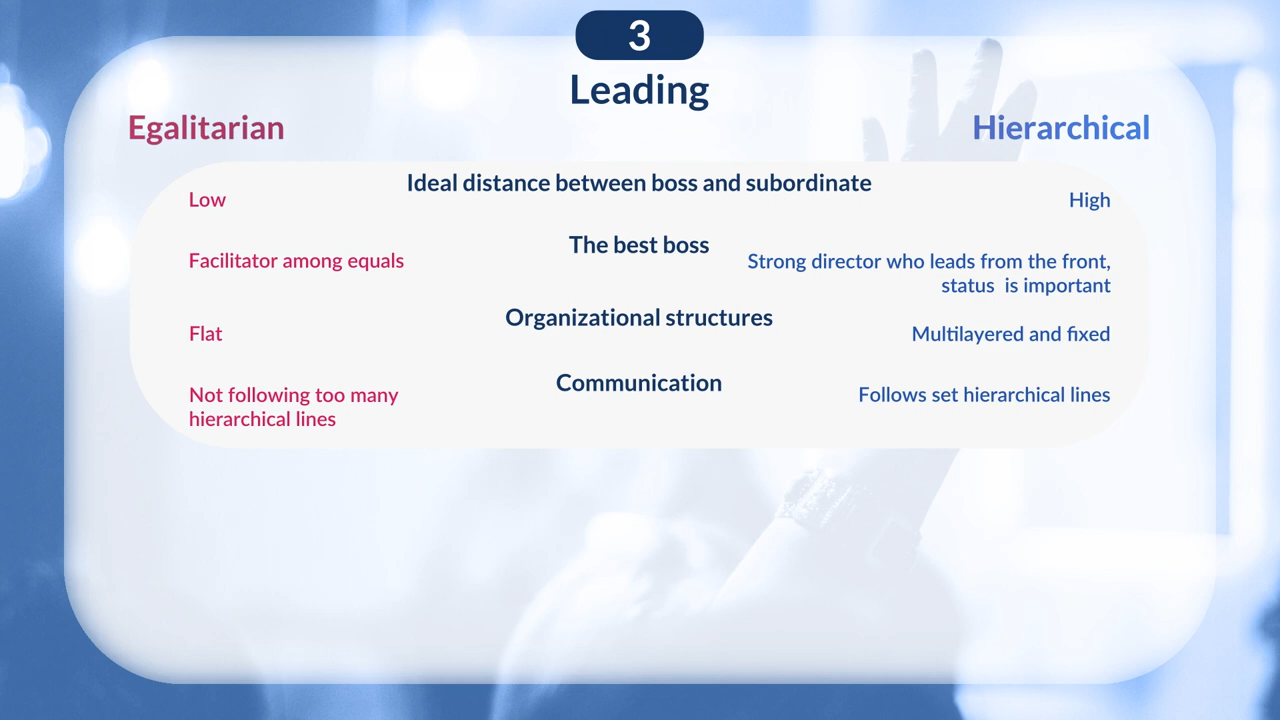 3
Leading
Egalitarian
Hierarchical
Ideal distance between boss and subordinate
Low
High
The best boss
Facilitator among equals
Strong director who leads from the front,
status  is important
Organizational structures
Flat
Multilayered and fixed
Communication
Not following too many
hierarchical lines
Follows set hierarchical lines